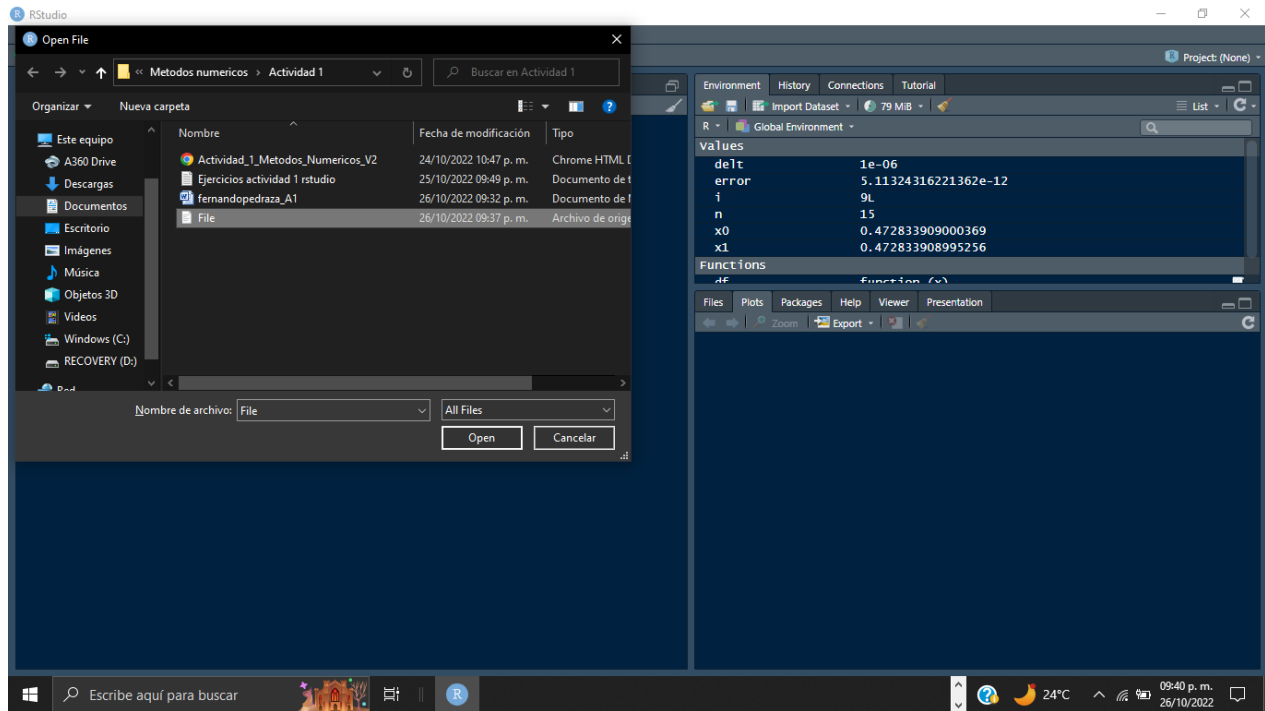 RStudio
Open File
Metodos numericos > Actividad 1
Buscar en Actividad 1
Organizar
Nueva carpeta
Este equipo
A360 Drive
Descargas
Documentos
Escritorio
Imágenes
Música
Objetos 3D
Videos
Windows (C:)
RECOVERY (D:)
Nombre Fecha de modificación Tipo
Actividad_1_Metodos_Numericos_V2 24/10/2022 10:47 p. m. Chrome HTML D
Ejercicios actividad 1 rstudio 25/10/2022 09:49 p. m. Documento de t
fernandopedraza_A1 26/10/2022 09:32 p. m. Documento de
File 26/10/2022 09:37 p. m. Archivo de orige
Nombre de archivo: File
All Files
Open Cancelar
Project: (None)
Environment History Connections Tutorial
Import Dataset 79 MiB List
R Global Environment
Values
delt 1e-06
error 5.11324316221362e-12
i 9L
n 15
x0 0.472833909000369
x1 0.472833908995256
Functions
df function (x)
Files Plots Packages Help Viewer Presentation
Zoom Export
Escribe aquí para buscar
24°C
09:40 p. m.
26/10/2022